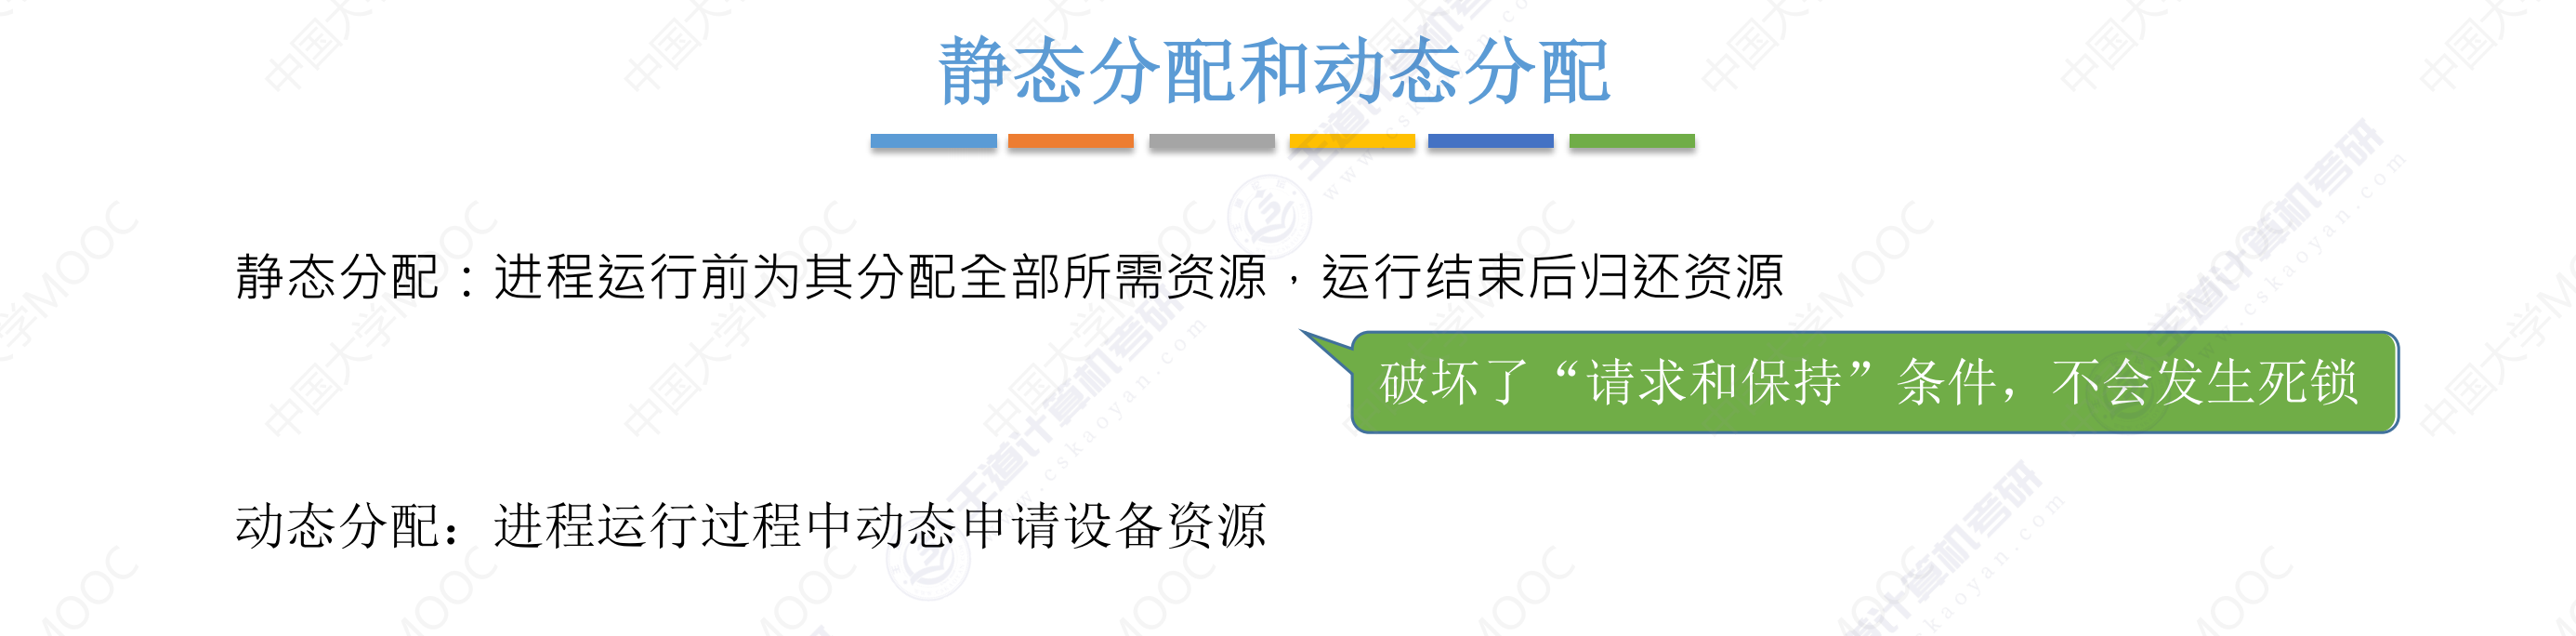 静态分配和动态分配
静态分配：进程运行前为其分配全部所需资源，运行结束后归还资源
破坏了“请求和保持”条件，不会发生死锁
动态分配：进程运行过程中动态申请设备资源